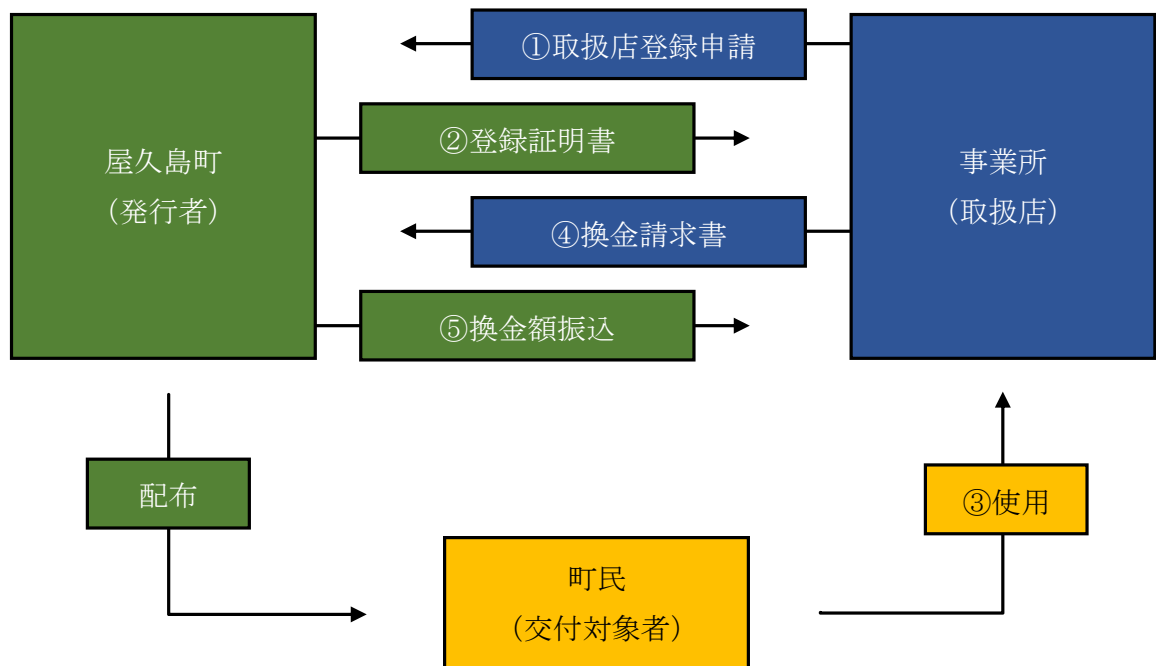 ①取扱店登録申請
②登録証明書
屋久島町
（発行者）
事業所
（取扱店）
④換金請求書
⑤換金額振込
配布
③使用
町民
（交付対象者）